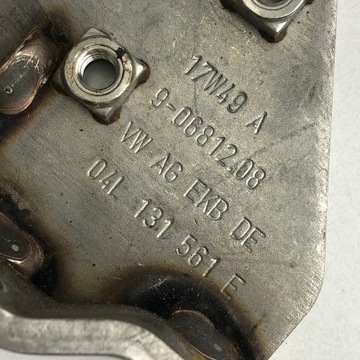 17W49 A
9-06812.08
VW AG EKB DE
04L 131 561 E